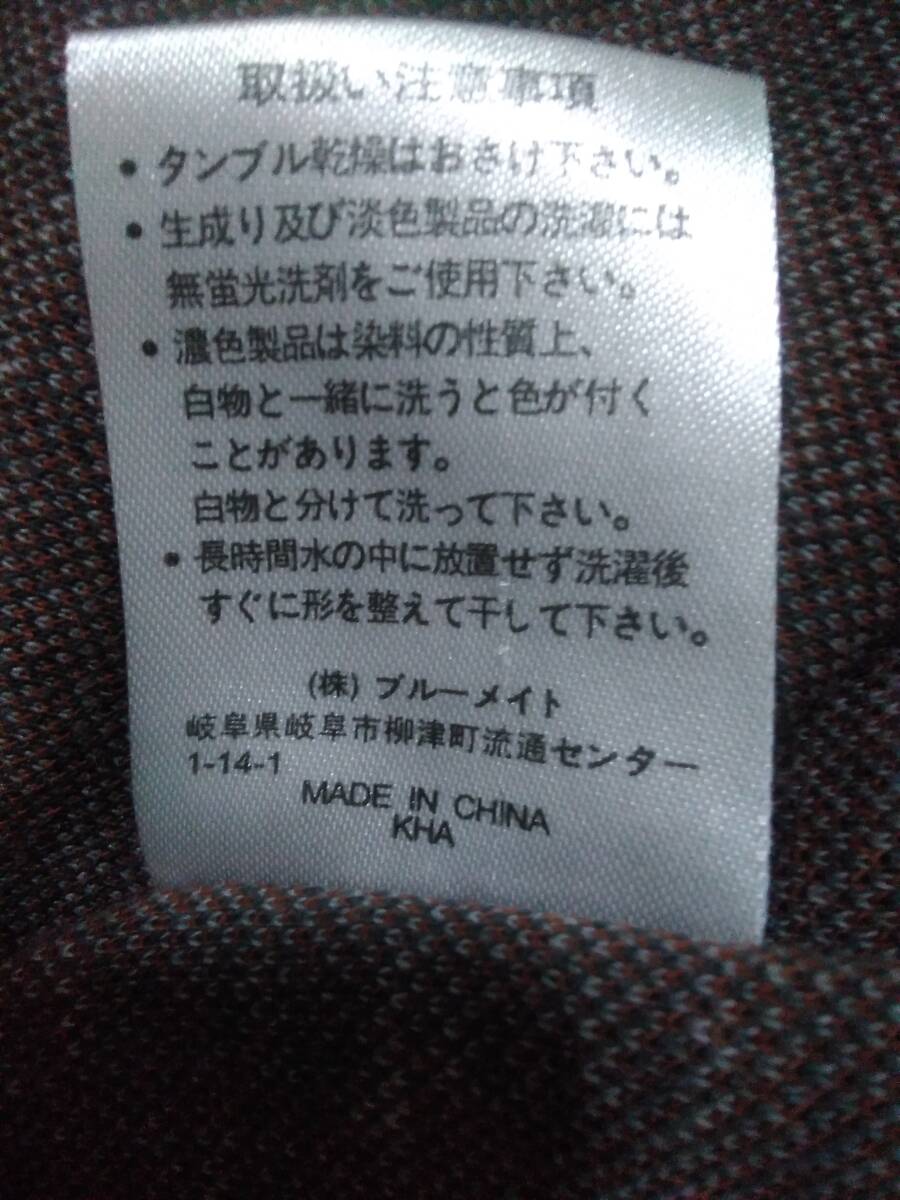 取扱い注意事項
• タンブル乾燥はおさけ下さい。
• 生成り及び淡色製品の洗濯には
無蛍光洗剤をご使用下さい。
• 濃色製品は染料の性質上、
白物と一緒に洗うと色が付く
ことがあります。
白物と分けて洗って下さい。
• 長時間水の中に放置せず洗濯後
すぐに形を整えて干して下さい。
(株) ブルーメイト
岐阜県岐阜市柳津町流通センター
1-14-1
MADE IN CHINA
KHA